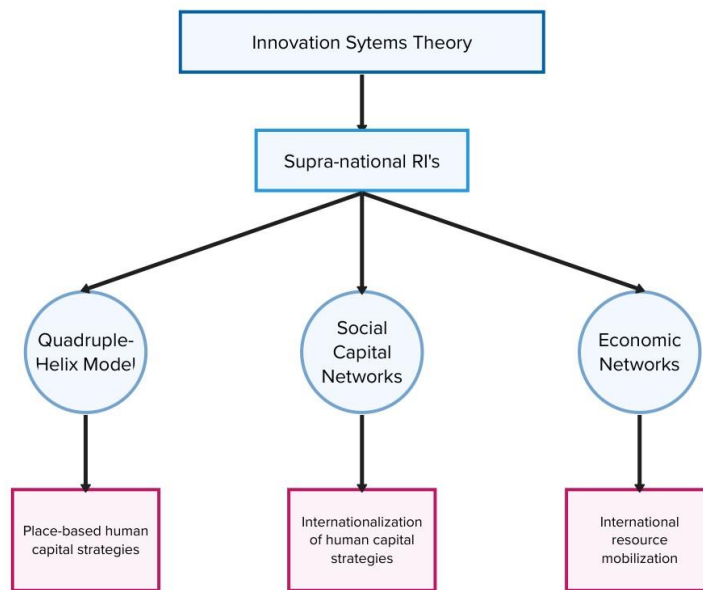 Innovation Sytems Theory
Supra-national RI's
Quadruple-
Helix Model
Social
Capital
Networks
Economic
Networks
Place-based human
capital strategies
Internationalization
of human capital
strategies
International
resource
mobilization